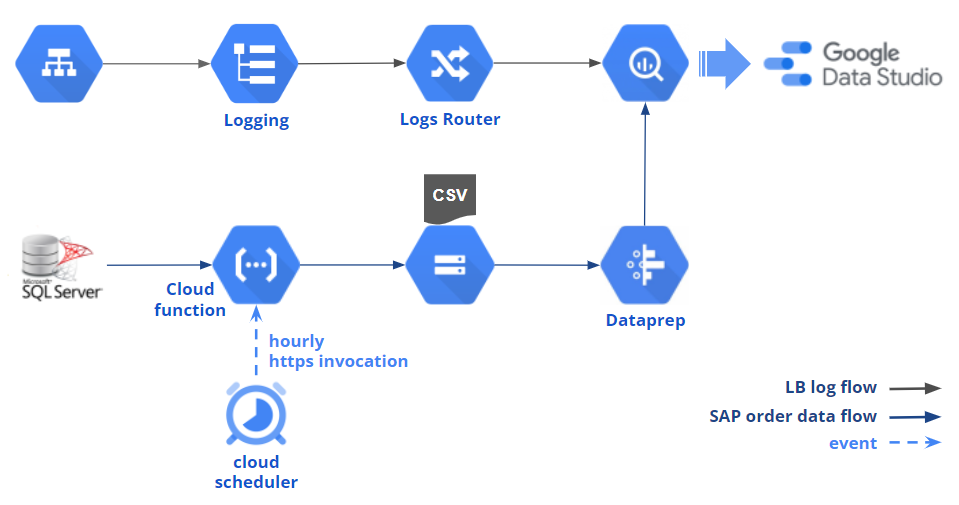 Google
Data Studio
Logging
Logs Router
CSV
Microsoft
SQL Server
Cloud
function
Dataprep
hourly
https invocation
LB log flow
SAP order data flow
event
cloud
scheduler